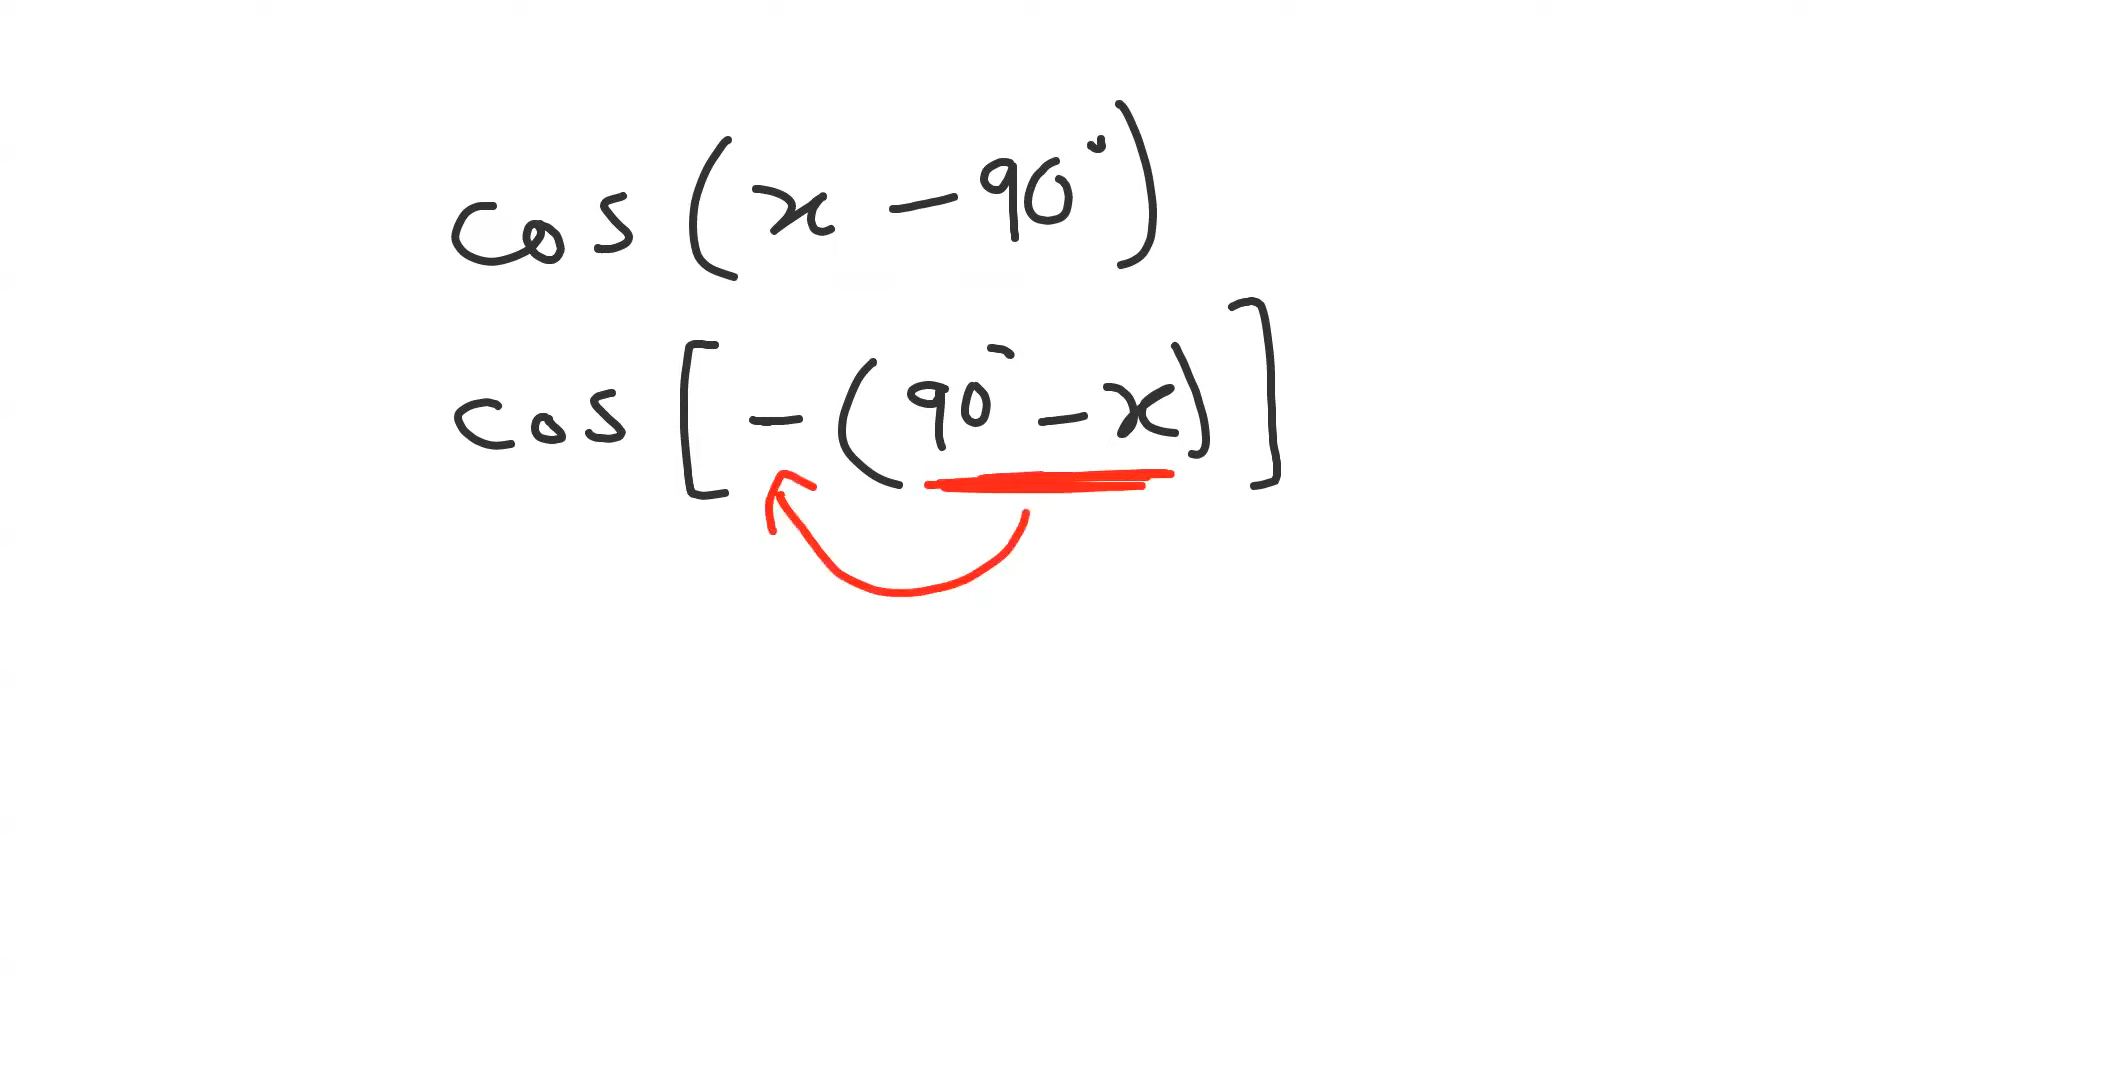 cos (x - 90°)
cos [- (90° - x)]